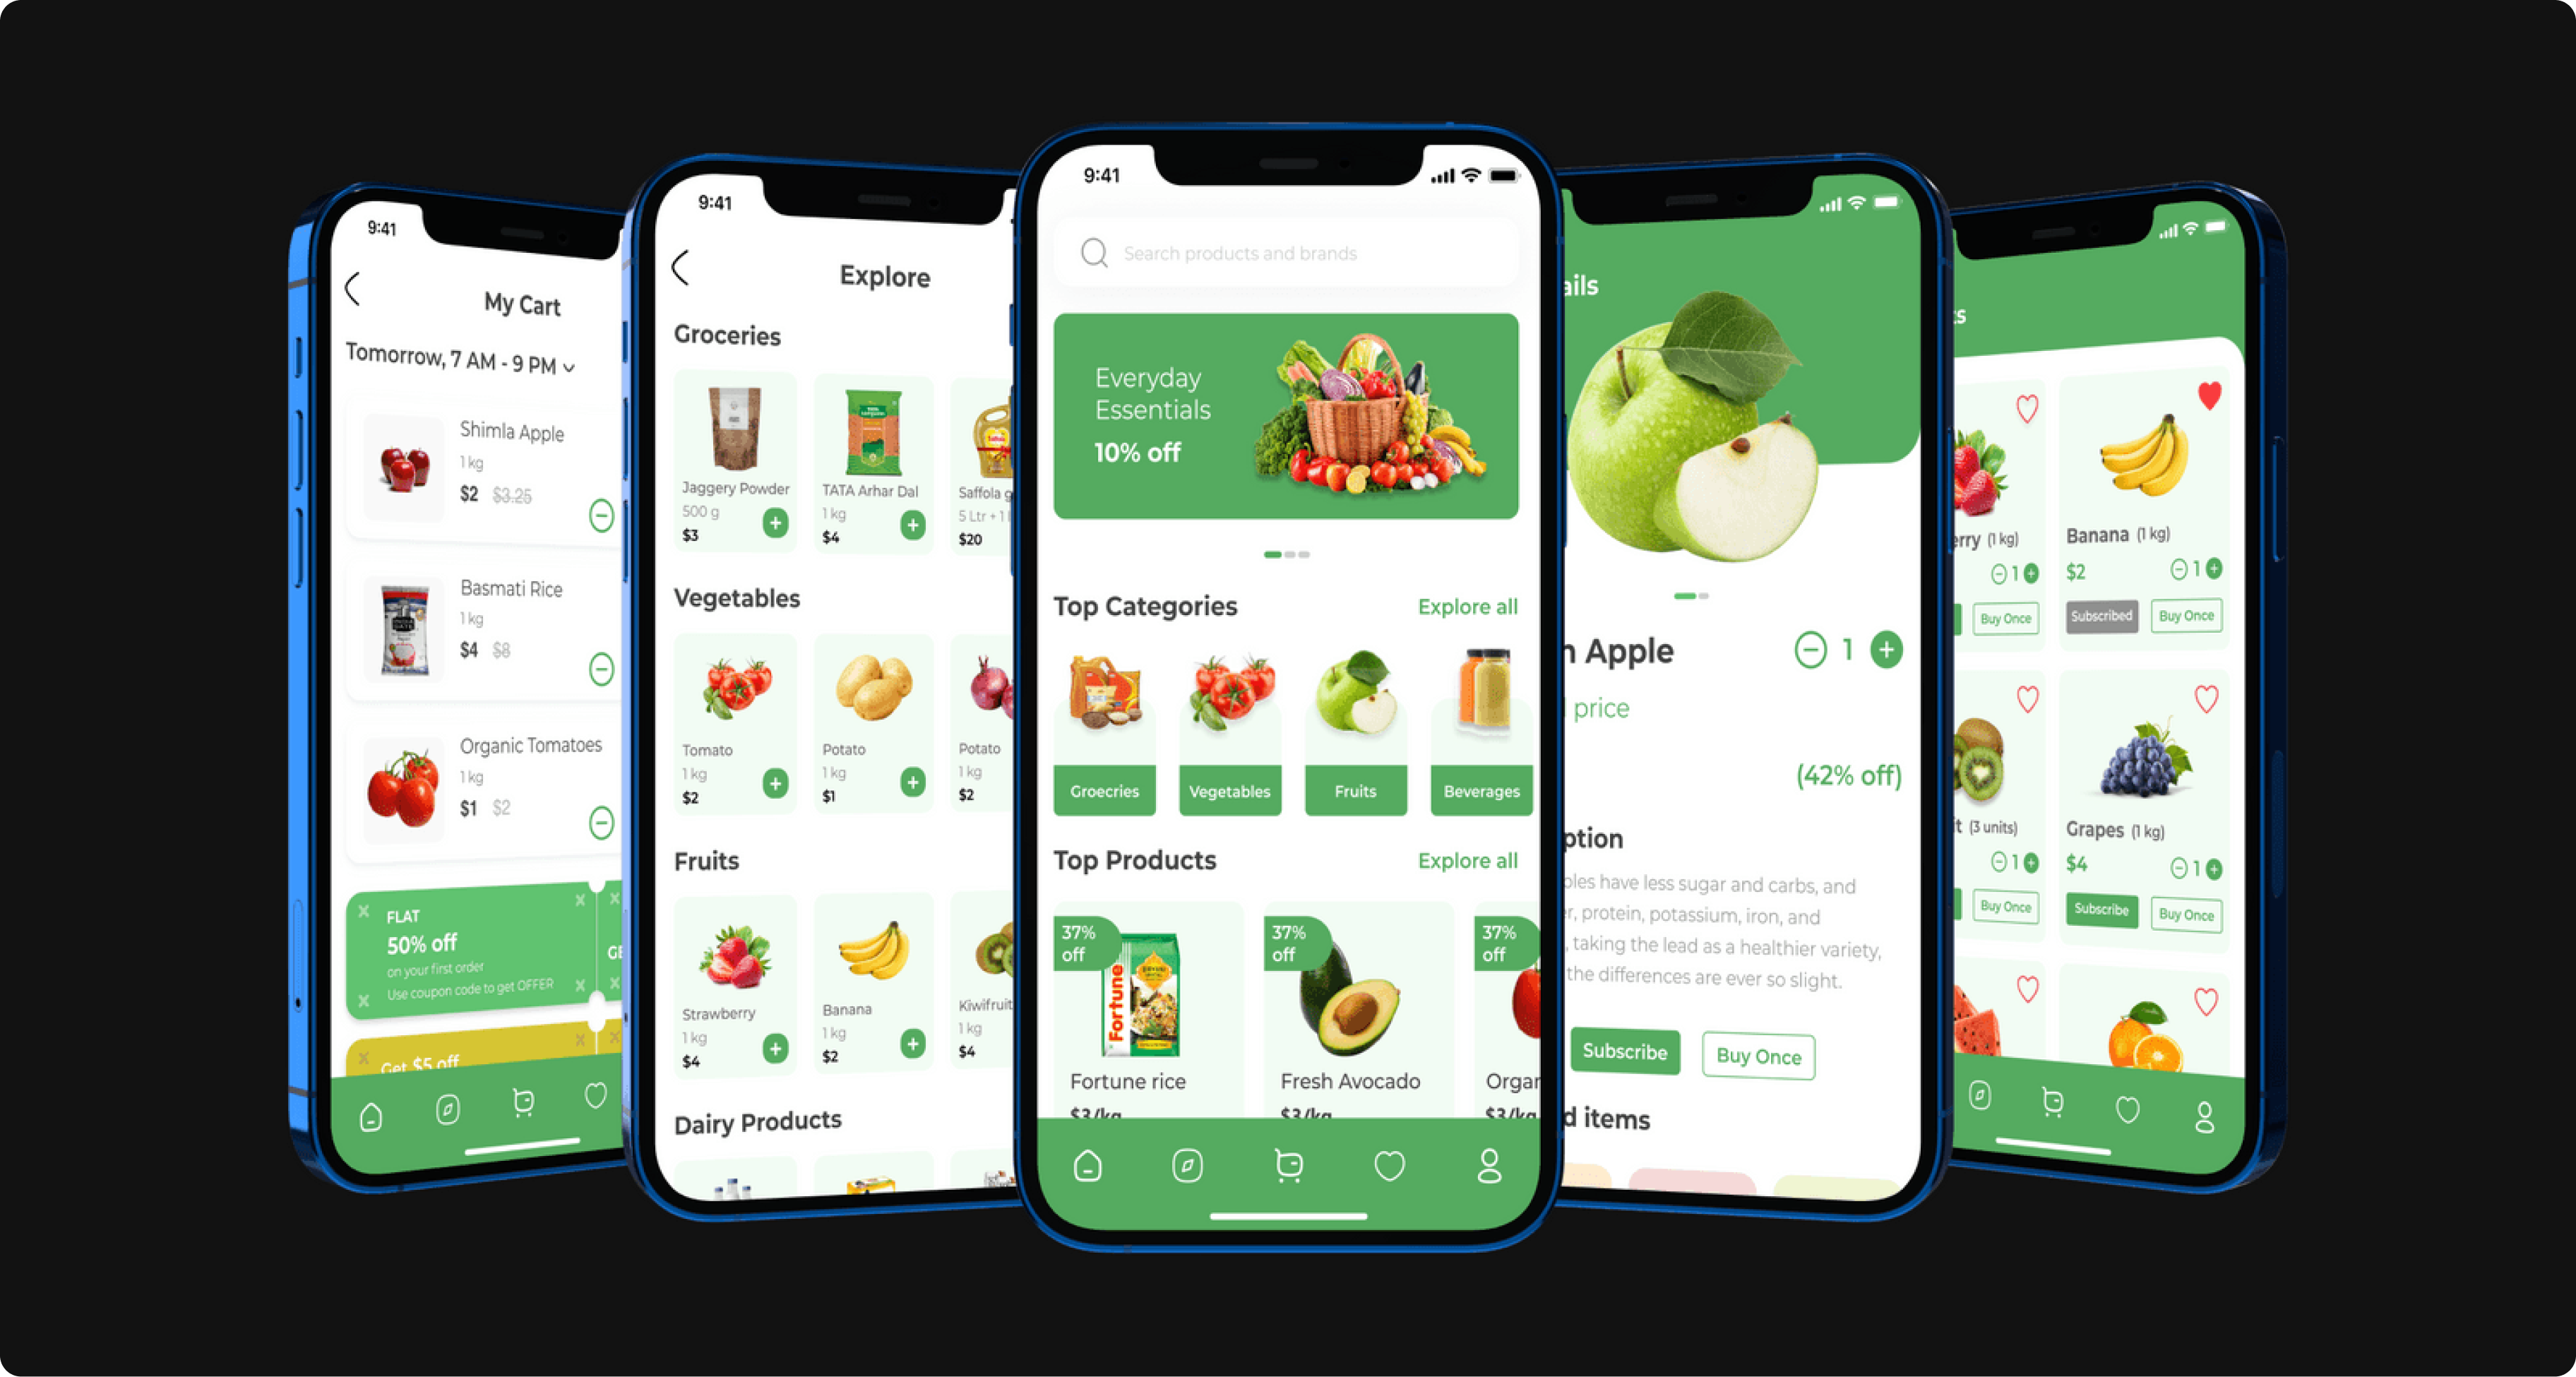 9:41
My Cart
Tomorrow, 7 AM - 9 PM
Shimla Apple
1 kg
$2 $3.25
Basmati Rice
1 kg
$4 $8
Organic Tomatoes
1 kg
$1 $2
FLAT
50% off
on your first order
Use coupon code to get OFFER
GE
Get $5 off
9:41
Explore
Groceries
Jaggery Powder
500 g
$3
TATA Arhar Dal
1 kg
$4
Saffola g
5 Ltr + 1 l
$20
Vegetables
Tomato
1 kg
$2
Potato
1 kg
$1
Potato
1 kg
$2
Fruits
Strawberry
1 kg
$4
Banana
1 kg
$2
Kiwifruit
1 kg
$4
Dairy Products
9:41
Search products and brands
Everyday
Essentials
10% off
Top Categories
Explore all
Groecries
Vegetables
Fruits
Beverages
Top Products
Explore all
37%
off
Fortune
Fortune rice
$3/kg
37%
off
Fresh Avocado
$3/kg
37%
off
Organ
$3/kg
ails
n Apple
1
price
(42% off)
ption
ples have less sugar and carbs, and
r, protein, potassium, iron, and
, taking the lead as a healthier variety,
the differences are ever so slight.
Subscribe
Buy Once
d items
ts
erry (1 kg)
1
Buy Once
Banana (1 kg)
$2
1
Subscribed
Buy Once
it (3 units)
1
Buy Once
Grapes (1 kg)
$4
1
Subscribe
Buy Once